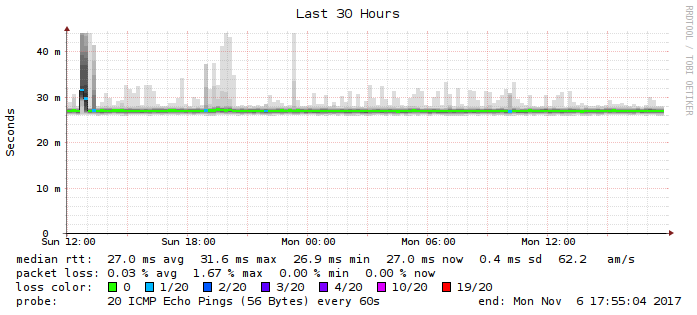 Last 30 Hours
RRDTOOL / TOBI OETIKER
Seconds
40 m
30 m
20 m
10 m
0
Sun 12:00 Sun 18:00 Mon 00:00 Mon 06:00 Mon 12:00
median rtt: 27.0 ms avg 31.6 ms max 26.9 ms min 27.0 ms now 0.4 ms sd 62.2 am/s
packet loss: 0.03 % avg 1.67 % max 0.00 % min 0.00 % now
loss color: 0 1/20 2/20 3/20 4/20 10/20 19/20
probe: 20 ICMP Echo Pings (56 Bytes) every 60s end: Mon Nov 6 17:55:04 2017